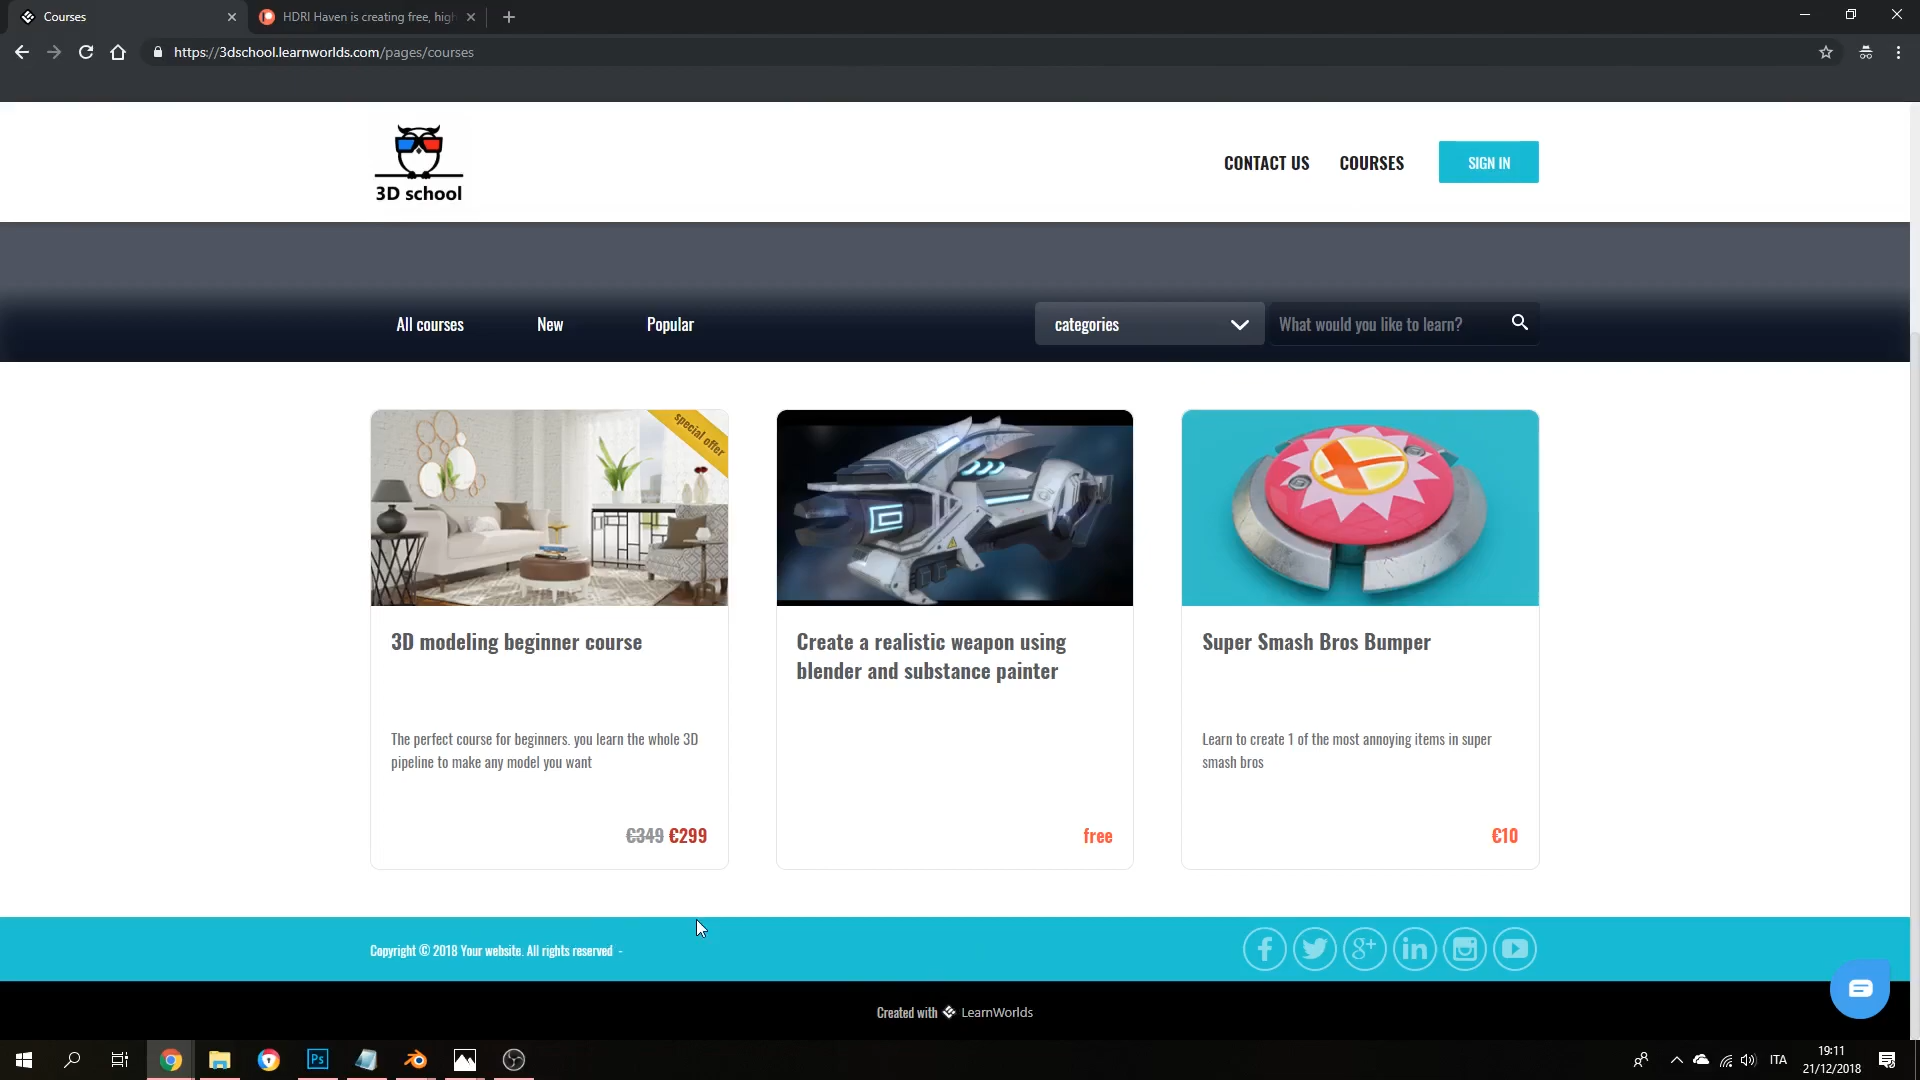 Courses
HDRI Haven is creating free, high
https://3dschool.learnworlds.com/pages/courses
3D school
CONTACT US
COURSES
SIGN IN
All courses
New
Popular
categories
What would you like to learn?
special offer
3D modeling beginner course
The perfect course for beginners. you learn the whole 3D
pipeline to make any model you want
€349 €299
Create a realistic weapon using
blender and substance painter
free
Super Smash Bros Bumper
Learn to create 1 of the most annoying items in super
smash bros
€10
Copyright © 2018 Your website. All rights reserved -
Created with LearnWorlds
Ps
ITA
19:11
21/12/2018